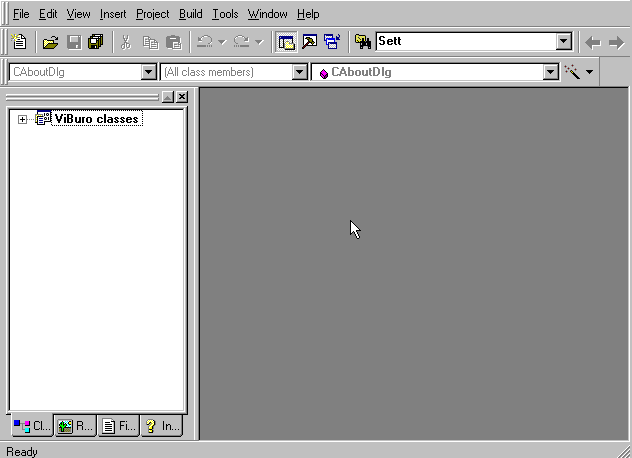 File Edit View Insert Project Build Tools Window Help
Sett
CAboutDlg (All class members) CAboutDlg
ViBuro classes
Cl... R... Fi... In...
Ready